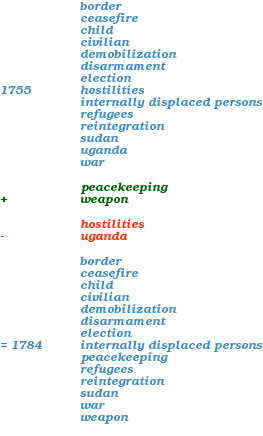 border
ceasefire
child
civilian
demobilization
disarmament
election
1755 hostilities
internally displaced persons
refugees
reintegration
sudan
uganda
war
peacekeeping
+ weapon
hostilities
- uganda
border
ceasefire
child
civilian
demobilization
disarmament
election
= 1784 internally displaced persons
peacekeeping
refugees
reintegration
sudan
war
weapon